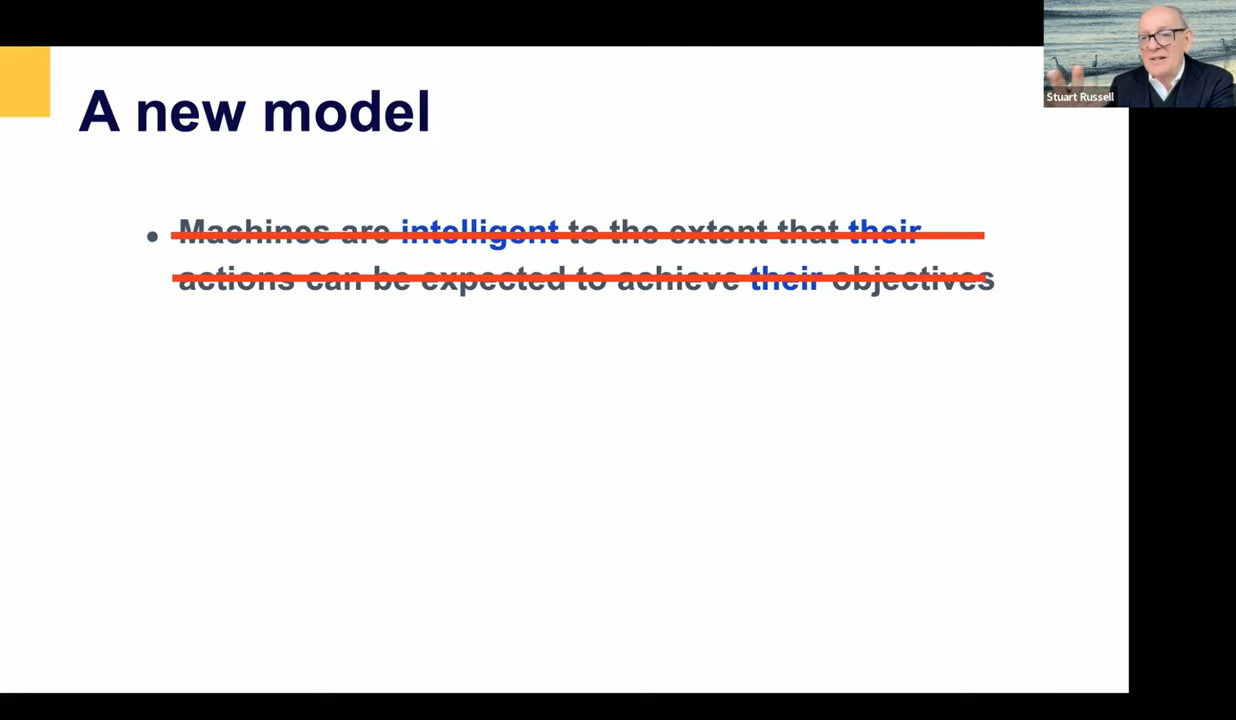 A new model
• Machines are intelligent to the extent that their
actions can be expected to achieve their objectives
Stuart Russell